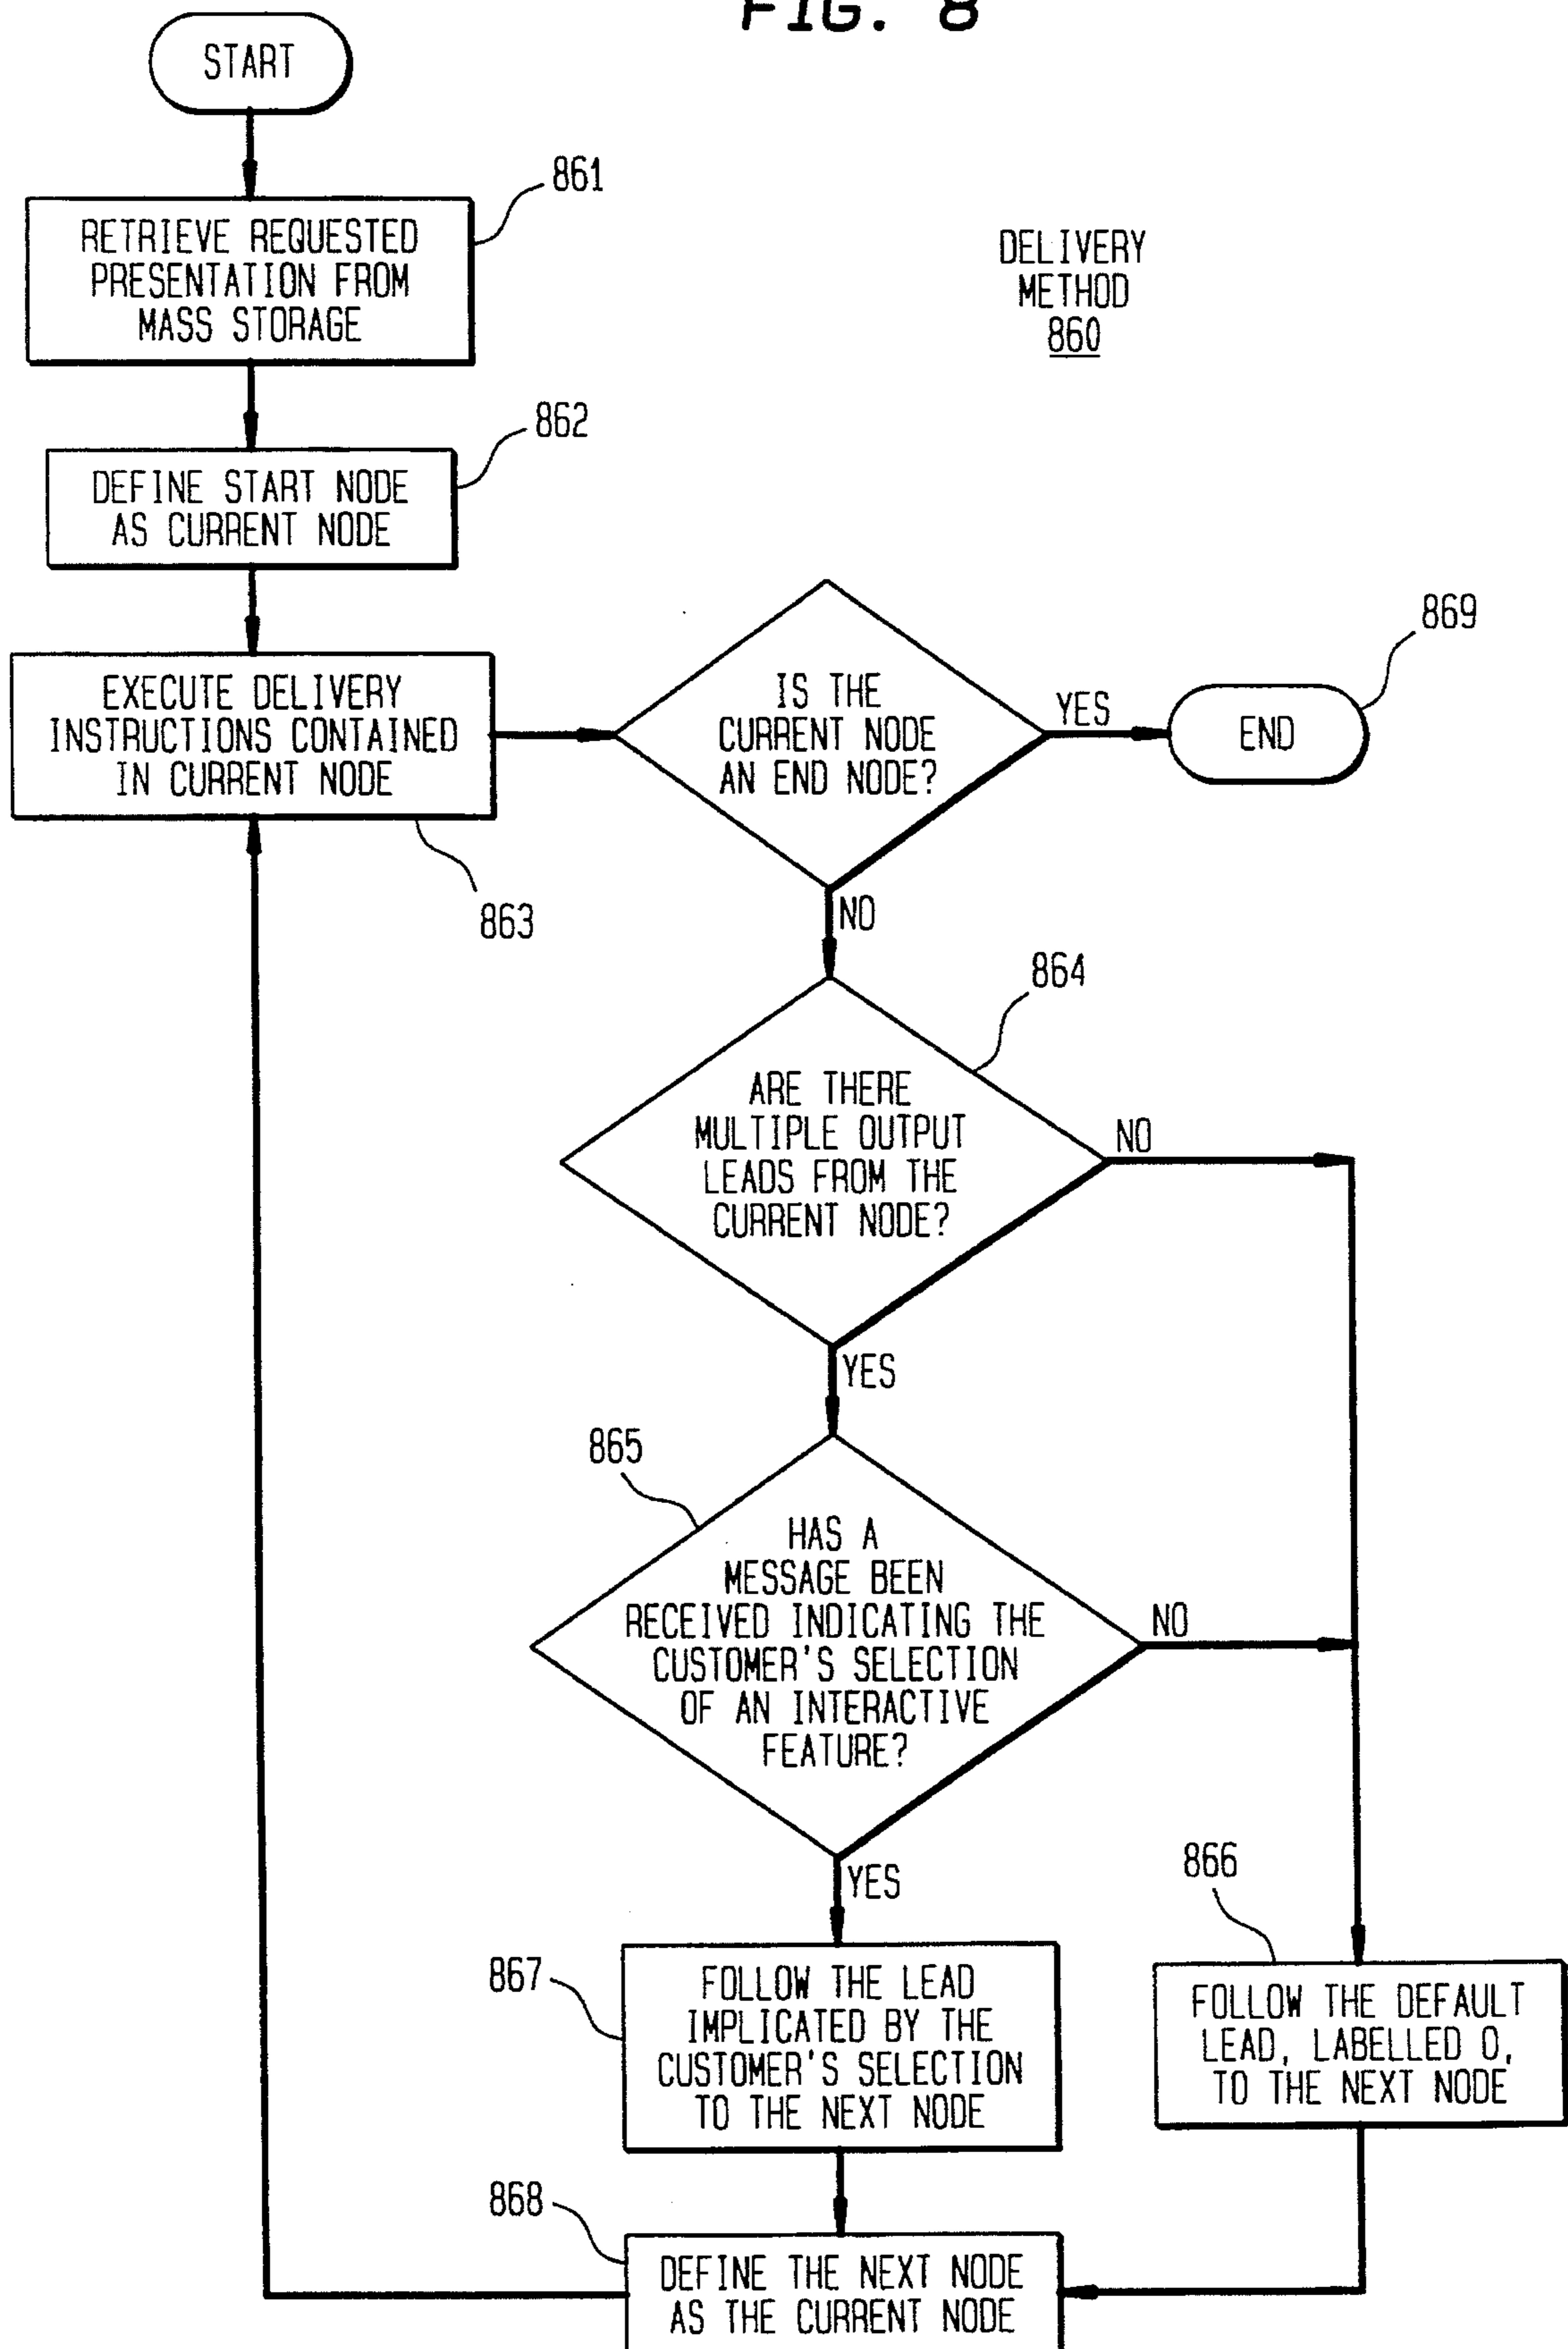 FIG. 8
START
861
RETRIEVE REQUESTED
PRESENTATION FROM
MASS STORAGE
DELIVERY
METHOD
860
862
DEFINE START NODE
AS CURRENT NODE
EXECUTE DELIVERY
INSTRUCTIONS CONTAINED
IN CURRENT NODE
863
IS THE
CURRENT NODE
AN END NODE?
YES
869
END
NO
864
ARE THERE
MULTIPLE OUTPUT
LEADS FROM THE
CURRENT NODE?
NO
YES
865
HAS A
MESSAGE BEEN
RECEIVED INDICATING THE
CUSTOMER'S SELECTION
OF AN INTERACTIVE
FEATURE?
NO
YES
866
867
FOLLOW THE LEAD
IMPLICATED BY THE
CUSTOMER'S SELECTION
TO THE NEXT NODE
FOLLOW THE DEFAULT
LEAD, LABELLED 0,
TO THE NEXT NODE
868
DEFINE THE NEXT NODE
AS THE CURRENT NODE